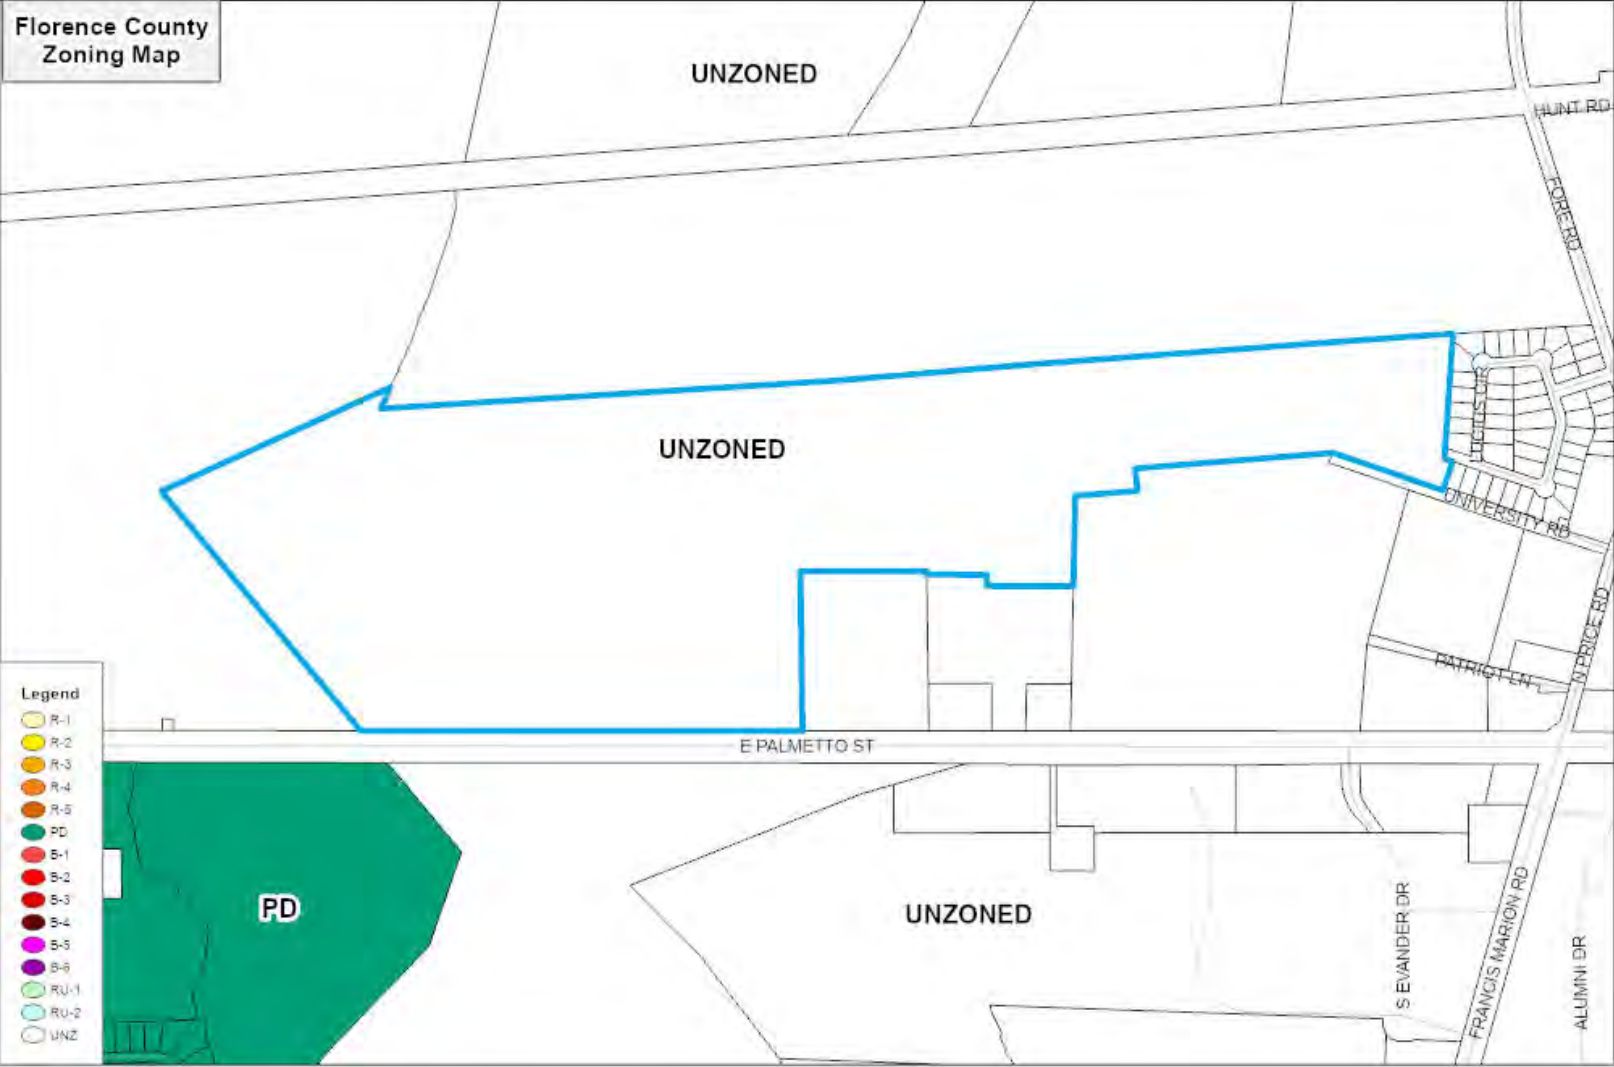 Florence County
Zoning Map
UNZONED
HUNT RD
FORE RD
UNZONED
UNIVERSITY RD
N PRICE RD
PATRIOT LN
E PALMETTO ST
Legend
R-1
R-2
R-3
R-4
R-5
PD
B-1
B-2
B-3
B-4
B-5
B-6
RU-1
RU-2
UNZ
PD
UNZONED
S EVANDER DR
FRANCIS MARION RD
ALUMNI DR